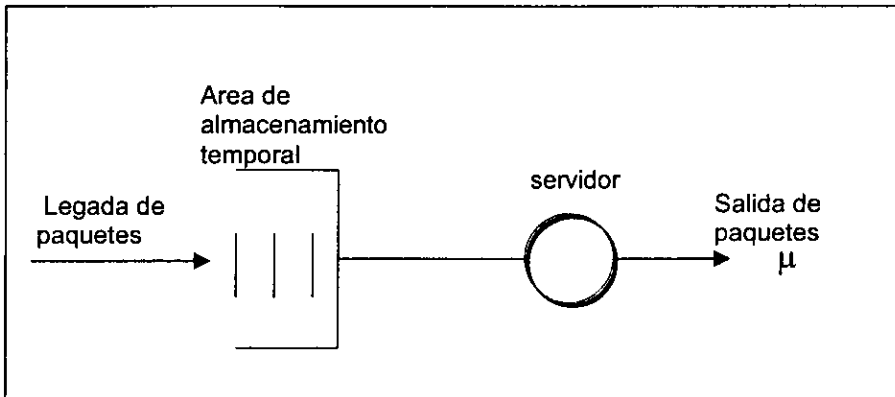 Area de
almacenamiento
temporal
servidor
Legada de
paquetes
Salida de
paquetes
μ